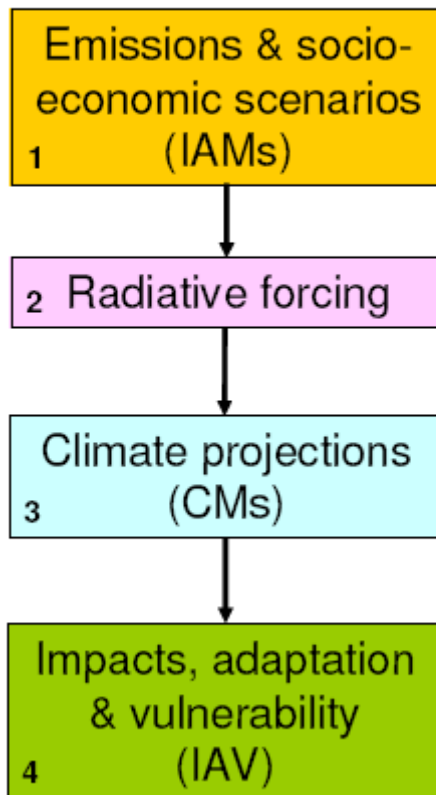 Emissions & socio-
economic scenarios
(IAMs)
1
2 Radiative forcing
Climate projections
(CMs)
3
Impacts, adaptation
& vulnerability
(IAV)
4